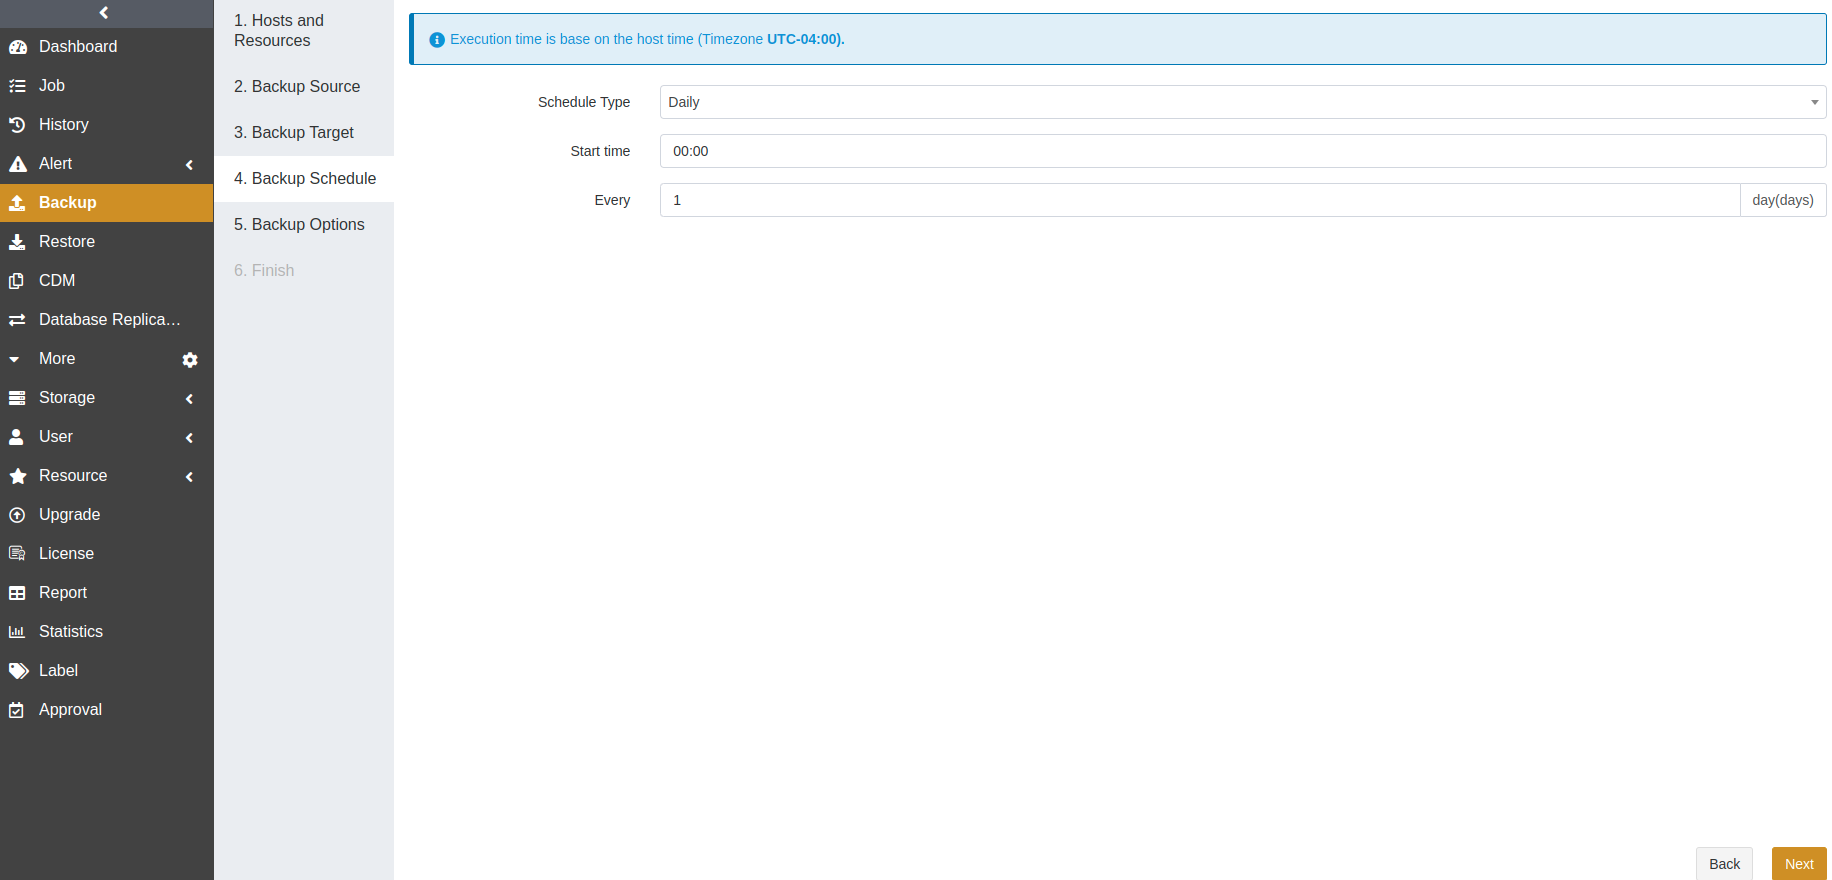 Dashboard
Job
History
Alert
Backup
Restore
CDM
Database Replica…
More
Storage
User
Resource
Upgrade
License
Report
Statistics
Label
Approval
1. Hosts and
Resources
2. Backup Source
3. Backup Target
4. Backup Schedule
5. Backup Options
6. Finish
Execution time is base on the host time (Timezone UTC-04:00).
Schedule Type Daily
Start time 00:00
Every 1 day(days)
Back Next